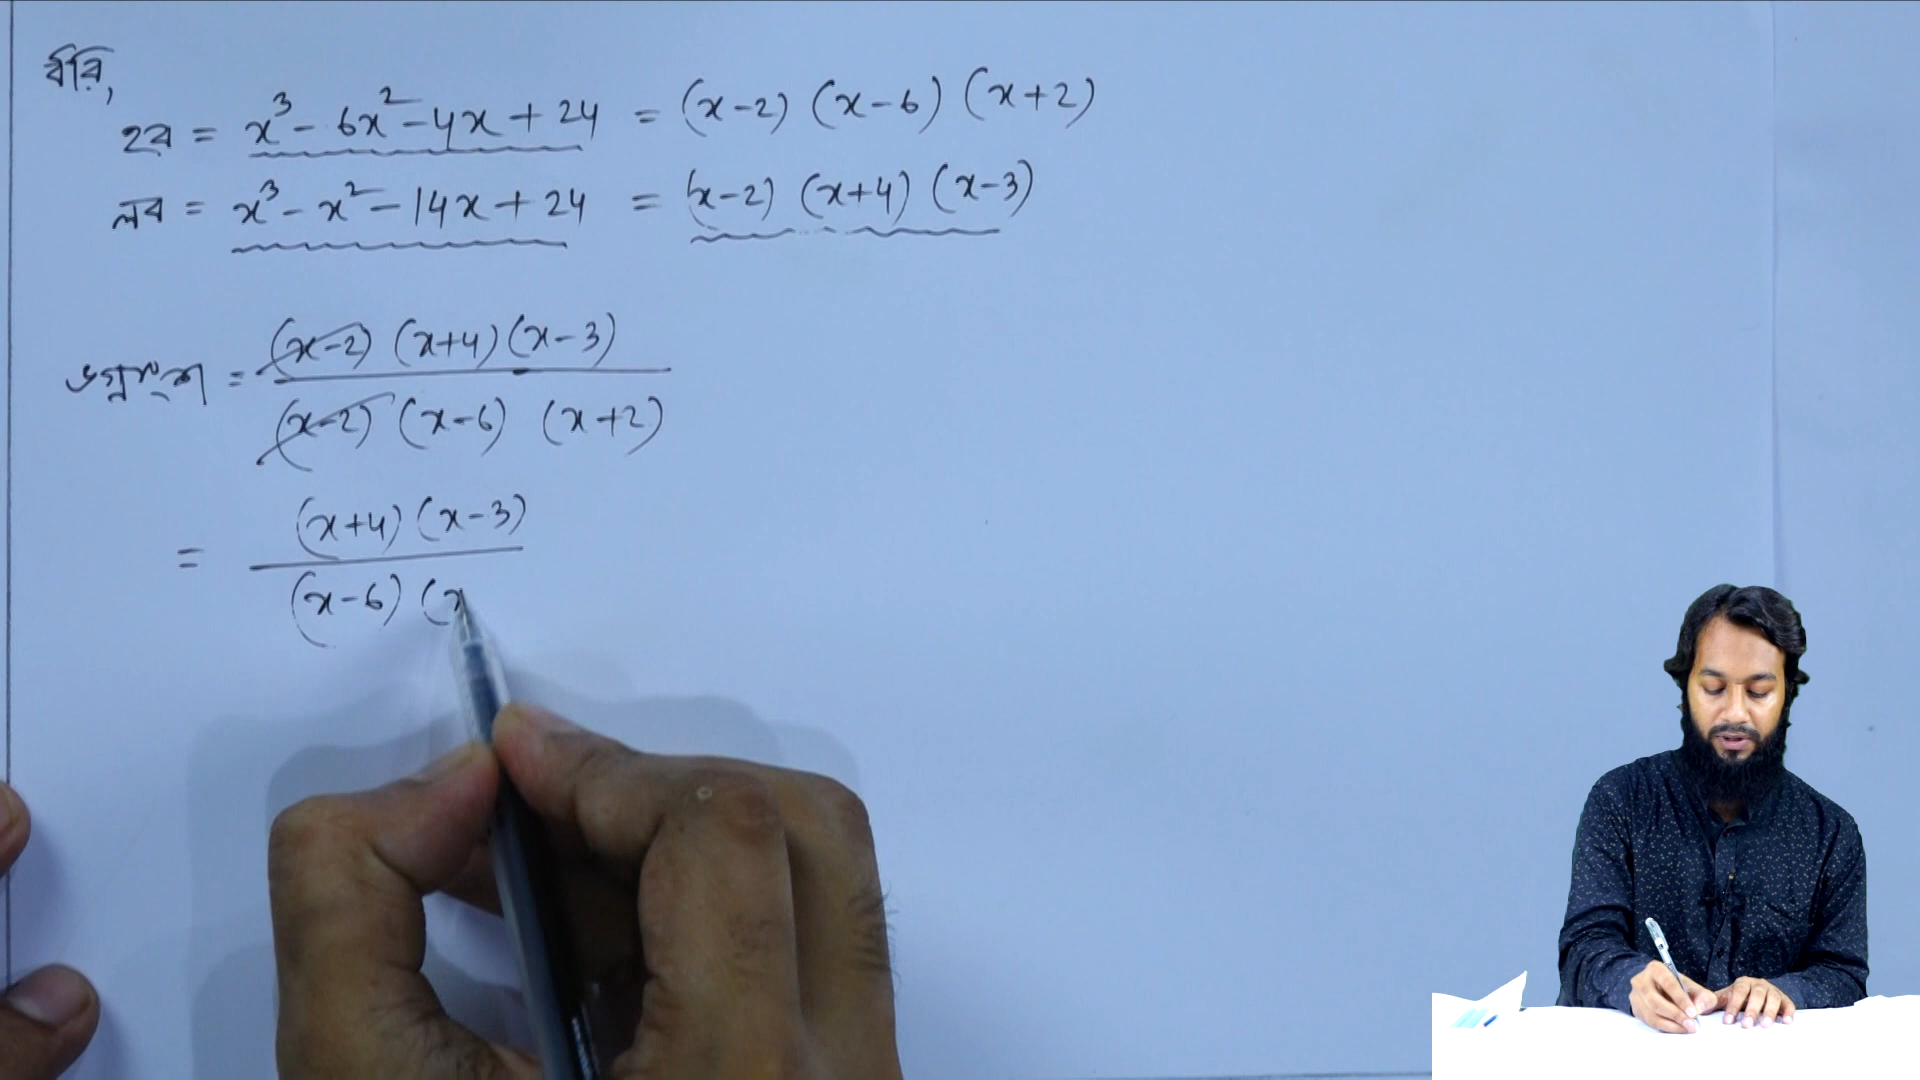 ধরি,
হর = x³ - 6x² - 4x + 24 = (x-2) (x-6) (x+2)
লব = x³ - x² - 14x + 24 = (x-2) (x+4) (x-3)
ভগ্নাংশ = (x-2) (x+4) (x-3)
(x-2) (x-6) (x+2)
= (x+4) (x-3)
(x-6) (x